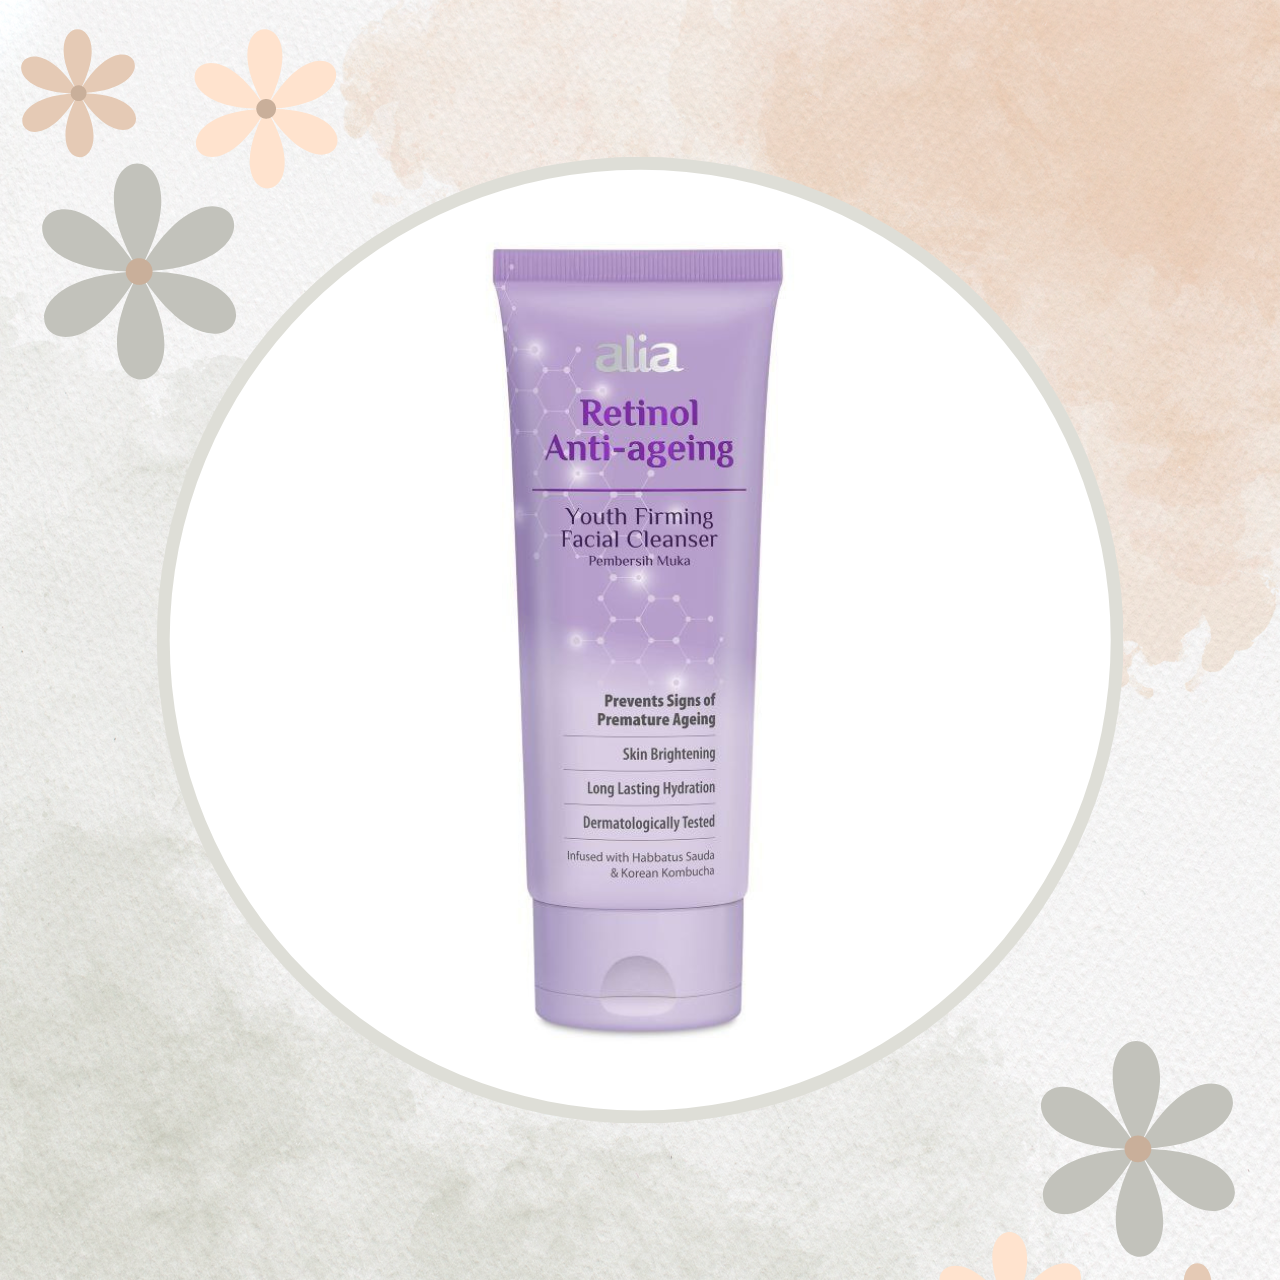 alia
Retinol
Anti-ageing
Youth Firming
Facial Cleanser
Pembersih Muka
Prevents Signs of
Premature Ageing
Skin Brightening
Long Lasting Hydration
Dermatologically Tested
Infused with Habbatus Sauda
& Korean Kombucha